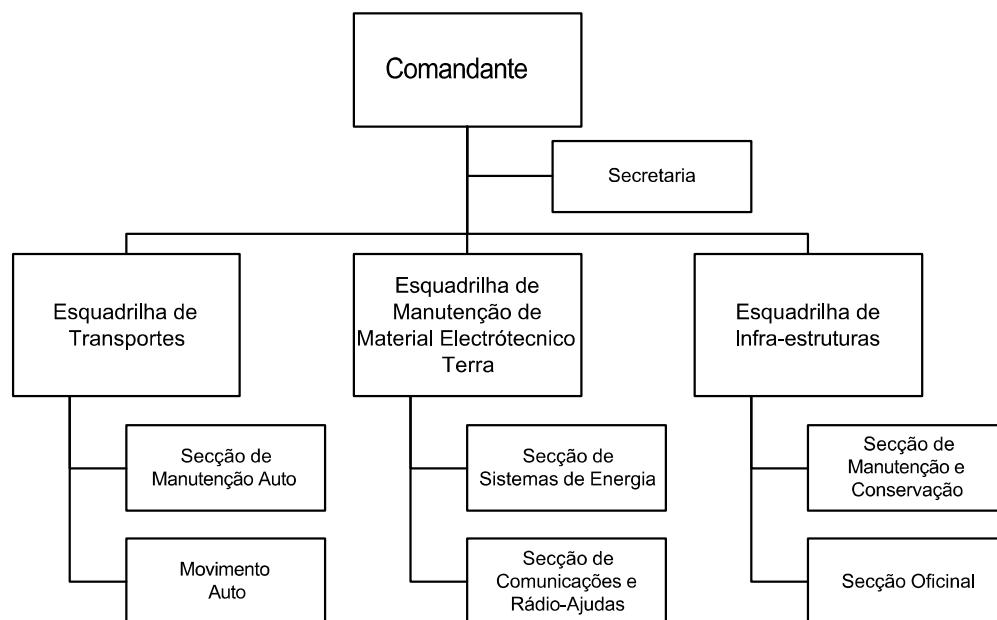 Comandante
Secretaria
Esquadrilha de
Transportes
Esquadrilha de
Manutenção de
Material Electrótecnico
Terra
Esquadrilha de
Infra-estruturas
Secção de
Manutenção Auto
Secção de
Sistemas de Energia
Secção de
Manutenção e
Conservação
Movimento
Auto
Secção de
Comunicações e
Rádio-Ajudas
Secção Oficinal